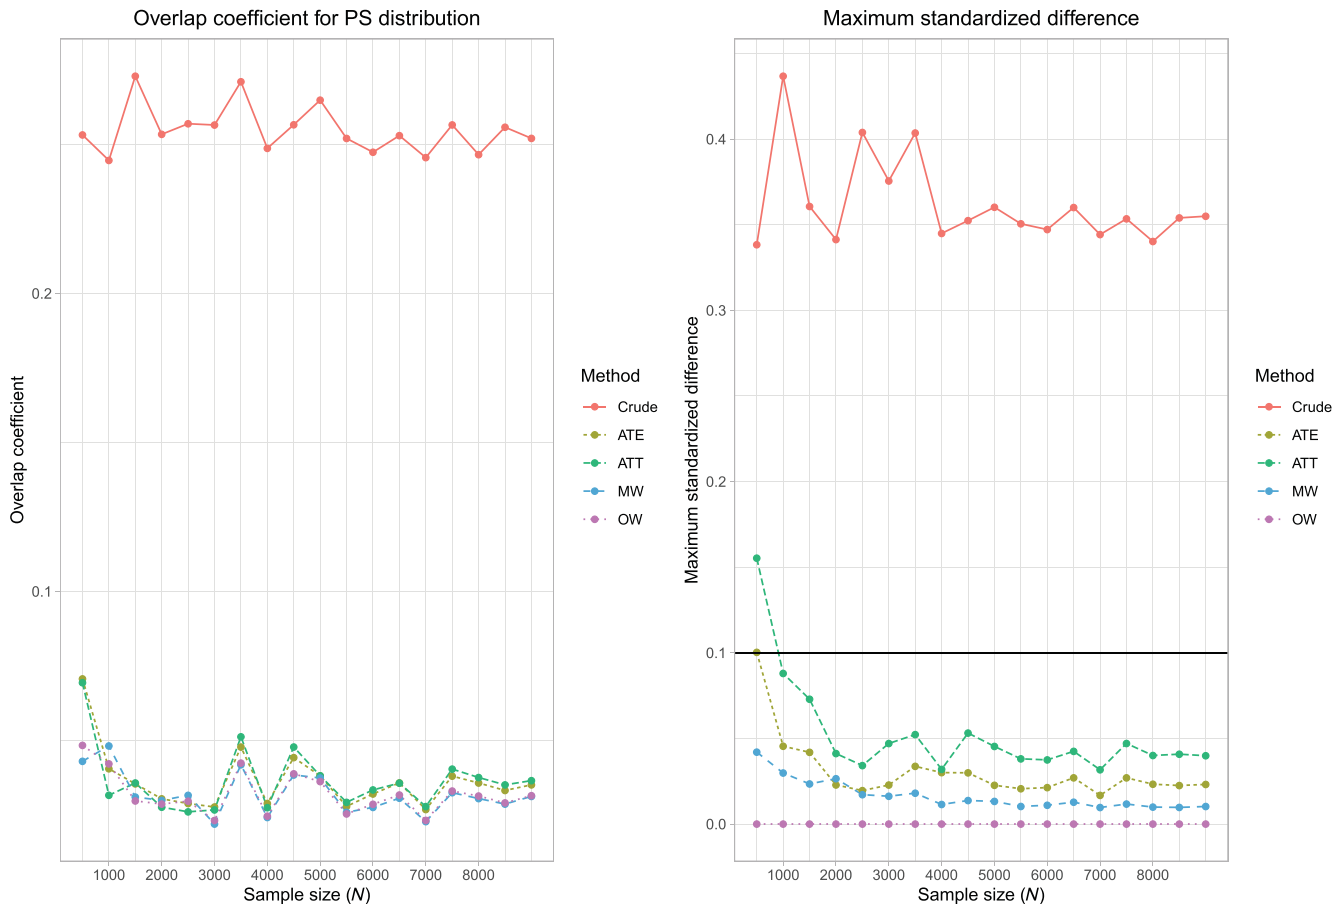 Overlap coefficient for PS distribution
Overlap coefficient
0.2
0.1
1000 2000 3000 4000 5000 6000 7000 8000
Sample size (N)
Method
Crude
ATE
ATT
MW
OW
Maximum standardized difference
Maximum standardized difference
0.4
0.3
0.2
0.1
0.0
1000 2000 3000 4000 5000 6000 7000 8000
Sample size (N)
Method
Crude
ATE
ATT
MW
OW